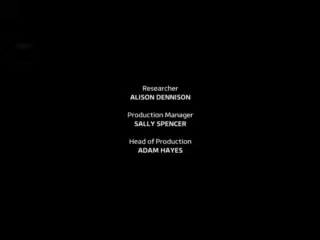 Researcher
ALISON DENNISON
Production Manager
SALLY SPENCER
Head of Production
ADAM HAYES